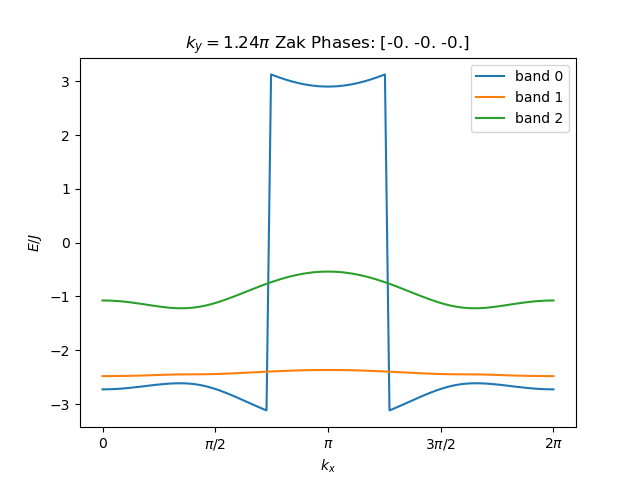 k_y = 1.24π Zak Phases: [-0. -0. -0.]
band 0
band 1
band 2
3
2
1
0
−1
−2
−3
E/J
0
π/2
π
3π/2
2π
k_x